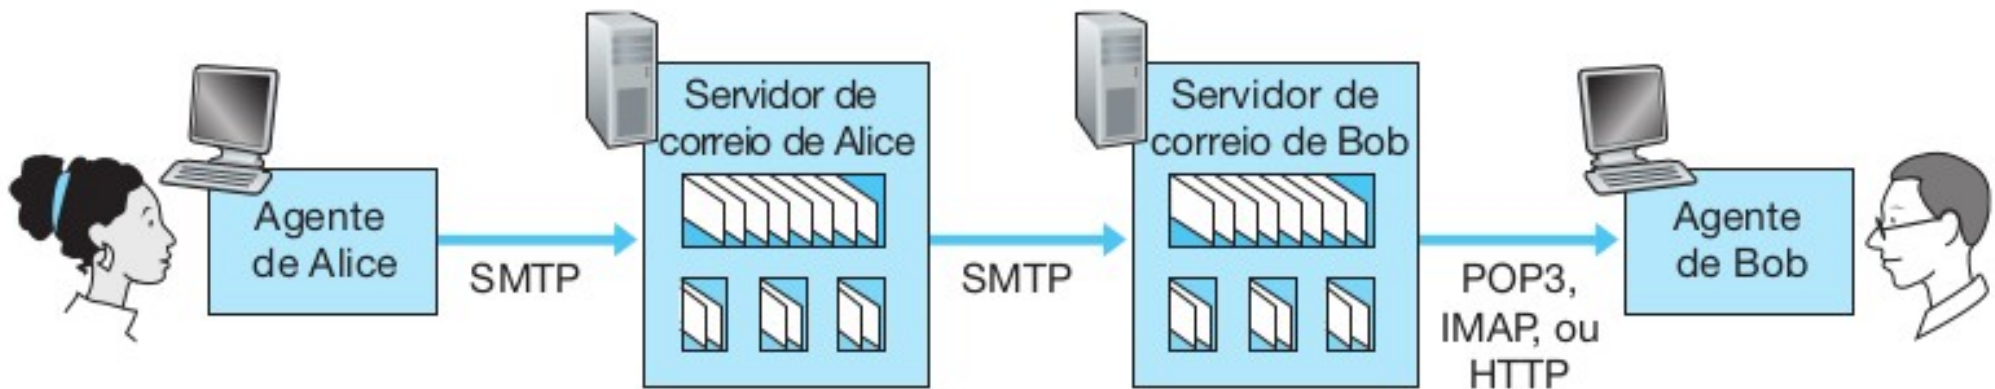 Agente
de Alice
SMTP
Servidor de
correio de Alice
SMTP
Servidor de
correio de Bob
POP3,
IMAP, ou
HTTP
Agente
de Bob